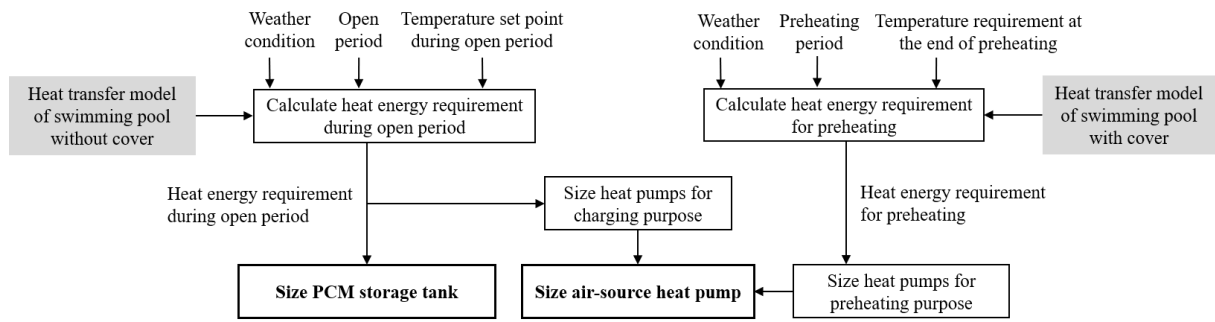 Weather
condition
Open
period
Temperature set point
during open period
Weather
condition
Preheating
period
Temperature requirement at
the end of preheating
Heat transfer model
of swimming pool
without cover
Calculate heat energy requirement
during open period
Calculate heat energy requirement
for preheating
Heat transfer model
of swimming pool
with cover
Heat energy requirement
during open period
Size heat pumps for
charging purpose
Heat energy requirement
for preheating
Size PCM storage tank
Size air-source heat pump
Size heat pumps for
preheating purpose